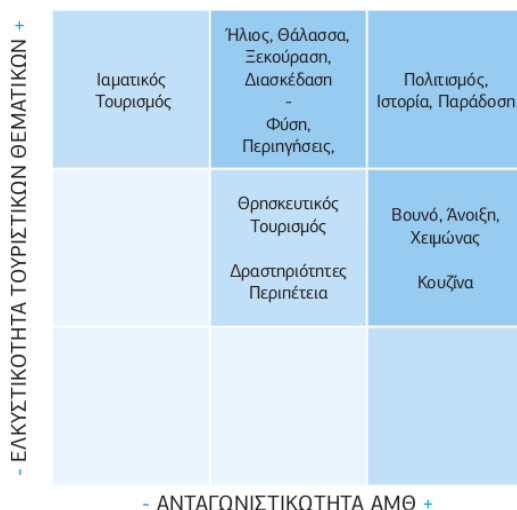 - ΕΛΚΥΣΤΙΚΟΤΗΤΑ ΤΟΥΡΙΣΤΙΚΩΝ ΘΕΜΑΤΙΚΩΝ +
Ιαματικός
Τουρισμός
Ήλιος, Θάλασσα,
Ξεκούραση,
Διασκέδαση
-
Φύση,
Περιηγήσεις,
Πολιτισμός,
Ιστορία, Παράδοση
Θρησκευτικός
Τουρισμός
Δραστηριότητες
Περιπέτεια
Βουνό, Άνοιξη,
Χειμώνας
Κουζίνα
- ΑΝΤΑΓΩΝΙΣΤΙΚΟΤΗΤΑ ΑΜΘ +